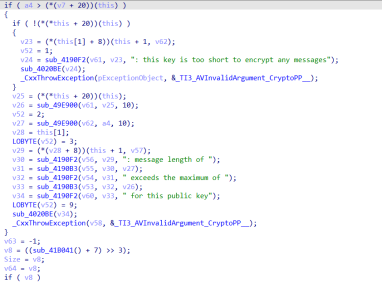 if ( a4 > (*(v7 + 20))(this) )
{
if ( !(*(*this + 20))(this) )
{
v23 = (*(this[1] + 8))(this + 1, v62);
v52 = 1;
v24 = sub_4190F2(v61, v23, ": this key is too short to encrypt any messages");
sub_4020BE(v24);
_CxxThrowException(pExceptionObject, &_TI3_AVInvalidArgument_CryptoPP__);
}
v25 = (*(*this + 20))(this);
v26 = sub_49E900(v61, v25, 10);
v52 = 2;
v27 = sub_49E900(v62, a4, 10);
v28 = this[1];
LOBYTE(v52) = 3;
v29 = (*(v28 + 8))(this + 1, v57);
v30 = sub_4190F2(v56, v29, ": message length of ");
v31 = sub_4190B3(v55, v30, v27);
v32 = sub_4190F2(v54, v31, " exceeds the maximum of ");
v33 = sub_4190B3(v53, v32, v26);
v34 = sub_4190F2(v60, v33, " for this public key");
LOBYTE(v52) = 9;
sub_4020BE(v34);
_CxxThrowException(v58, &_TI3_AVInvalidArgument_CryptoPP__);
}
v63 = -1;
v8 = ((sub_41B041() + 7) >> 3);
Size = v8;
v64 = v8;
if ( v8 )